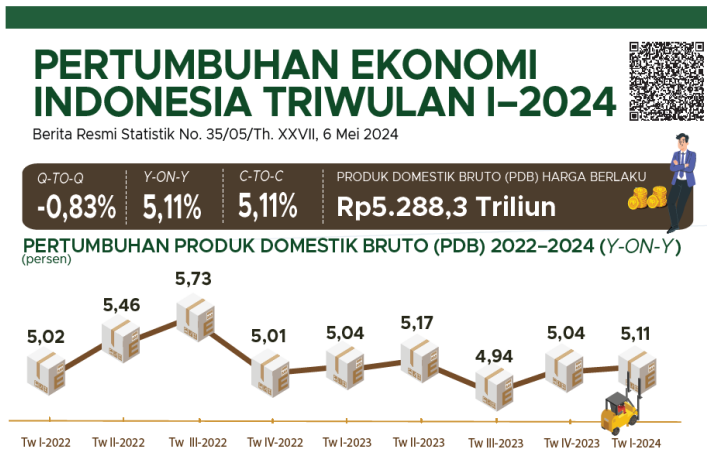 PERTUMBUHAN EKONOMI
INDONESIA TRIWULAN I–2024
Berita Resmi Statistik No. 35/05/Th. XXVII, 6 Mei 2024
Q-TO-Q
-0,83%
Y-ON-Y
5,11%
C-TO-C
5,11%
PRODUK DOMESTIK BRUTO (PDB) HARGA BERLAKU
Rp5.288,3 Triliun
PERTUMBUHAN PRODUK DOMESTIK BRUTO (PDB) 2022–2024 (Y-ON-Y)
(persen)
5,02
5,46
5,73
5,01
5,04
5,17
4,94
5,04
5,11
Tw I-2022
Tw II-2022
Tw III-2022
Tw IV-2022
Tw I-2023
Tw II-2023
Tw III-2023
Tw IV-2023
Tw I-2024